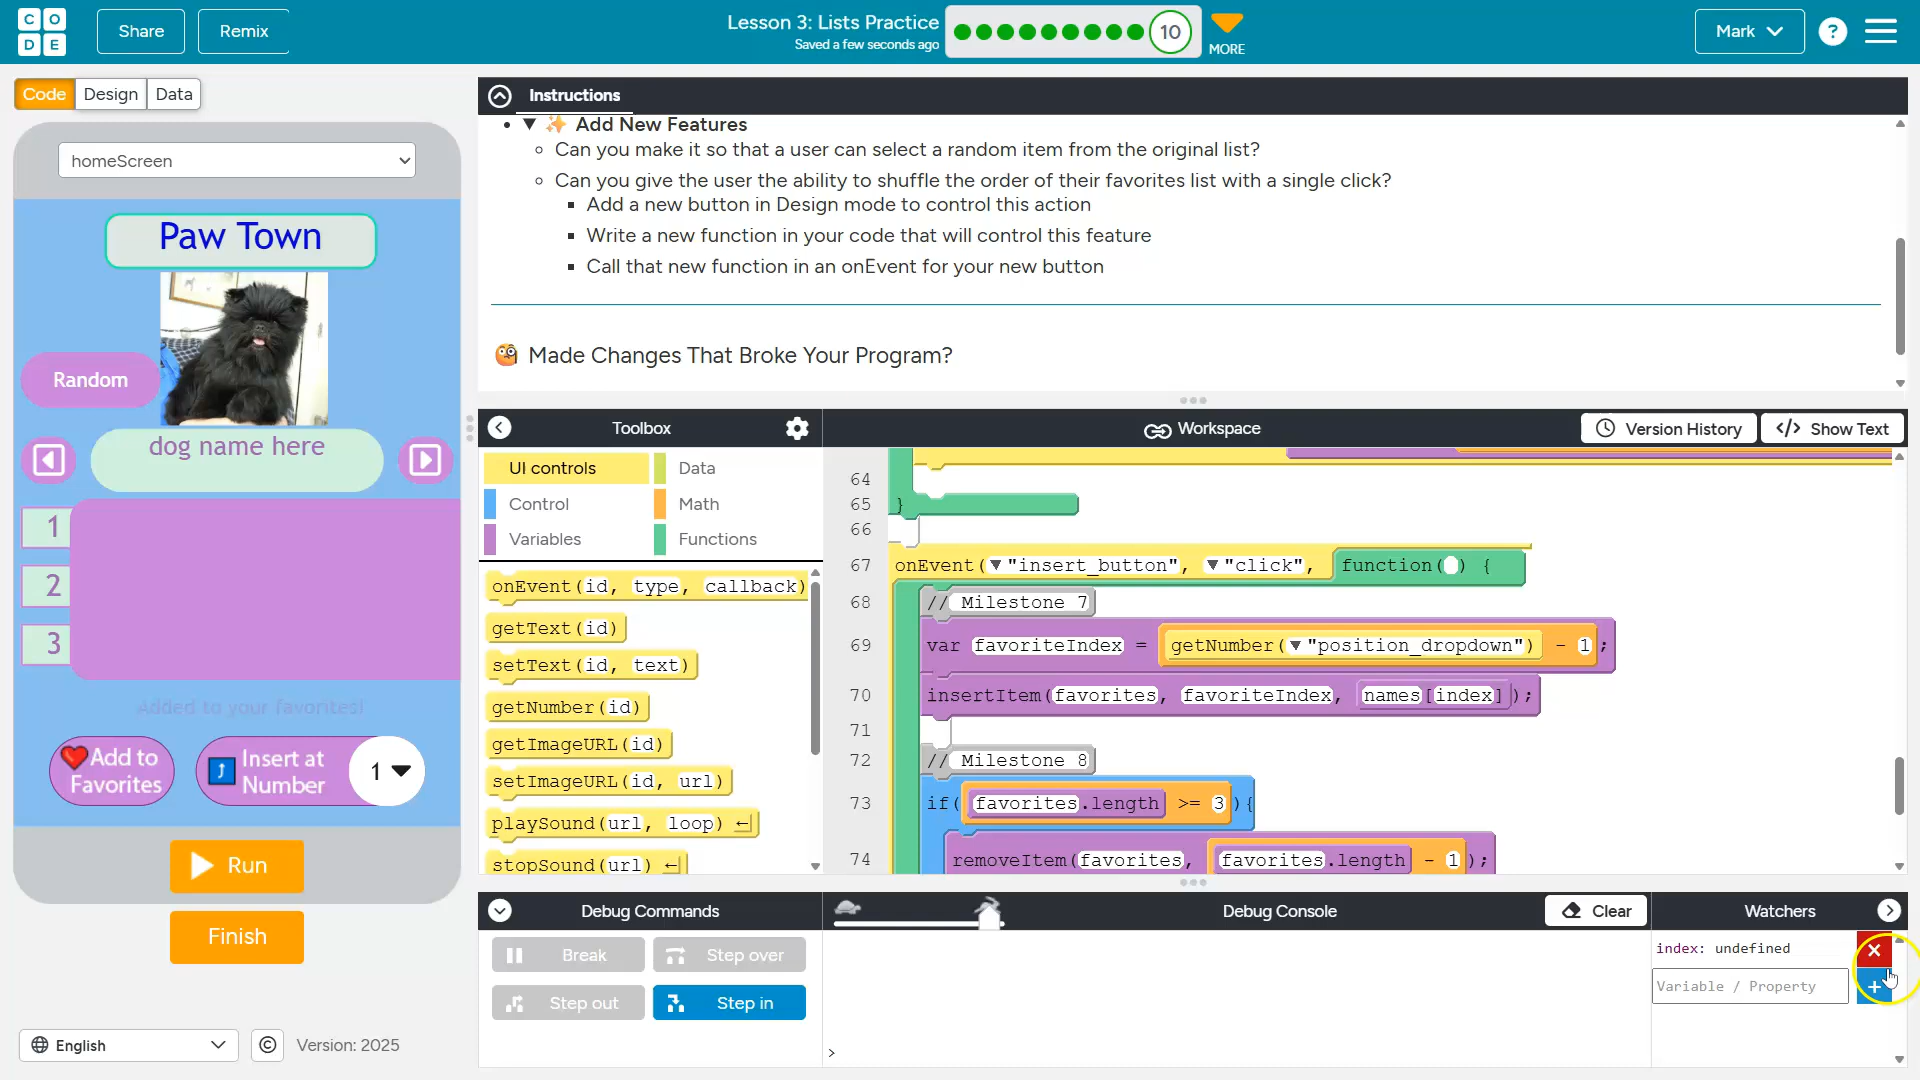 CO
DE
Share
Remix
Lesson 3: Lists Practice
Saved a few seconds ago
10
MORE
Mark
?
Code
Design
Data
homeScreen
Paw Town
Random
dog name here
1
2
3
Added to your favorites!
Add to
Favorites
Insert at
Number
1
Run
Finish
English
©
Version: 2025
Instructions
✨ Add New Features
Can you make it so that a user can select a random item from the original list?
Can you give the user the ability to shuffle the order of their favorites list with a single click?
Add a new button in Design mode to control this action
Write a new function in your code that will control this feature
Call that new function in an onEvent for your new button
🧐 Made Changes That Broke Your Program?
Toolbox
Workspace
Version History
</> Show Text
UI controls
Data
Control
Math
Variables
Functions
onEvent(id, type, callback)
getText(id)
setText(id, text)
getNumber(id)
getImageURL(id)
setImageURL(id, url)
playSound(url, loop) ←
stopSound(url) ←
64
65 }
66
67 onEvent(▼"insert_button", ▼"click", function() {
68 // Milestone 7
69 var favoriteIndex = getNumber(▼"position_dropdown") - 1;
70 insertItem(favorites, favoriteIndex, names[index]);
71
72 // Milestone 8
73 if(favorites.length >= 3){
74 removeItem(favorites, favorites.length - 1);
Debug Commands
Debug Console
Clear
Watchers
Break
Step over
Step out
Step in
index: undefined
Variable / Property
>